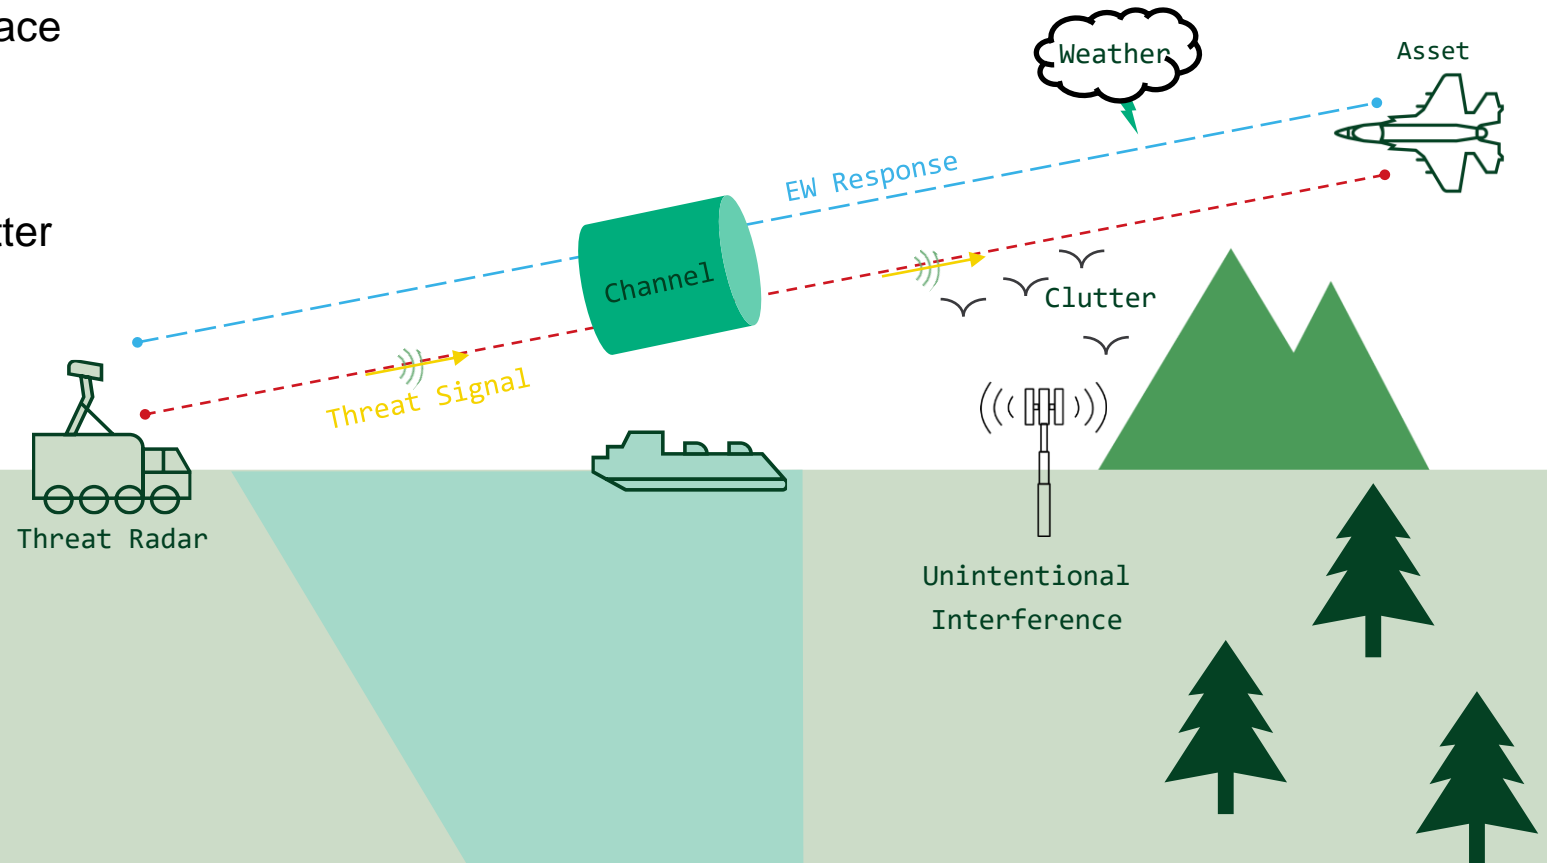 ace
Weather
Asset
EW Response
tter
Channel
Clutter
Threat Signal
Threat Radar
Unintentional
Interference